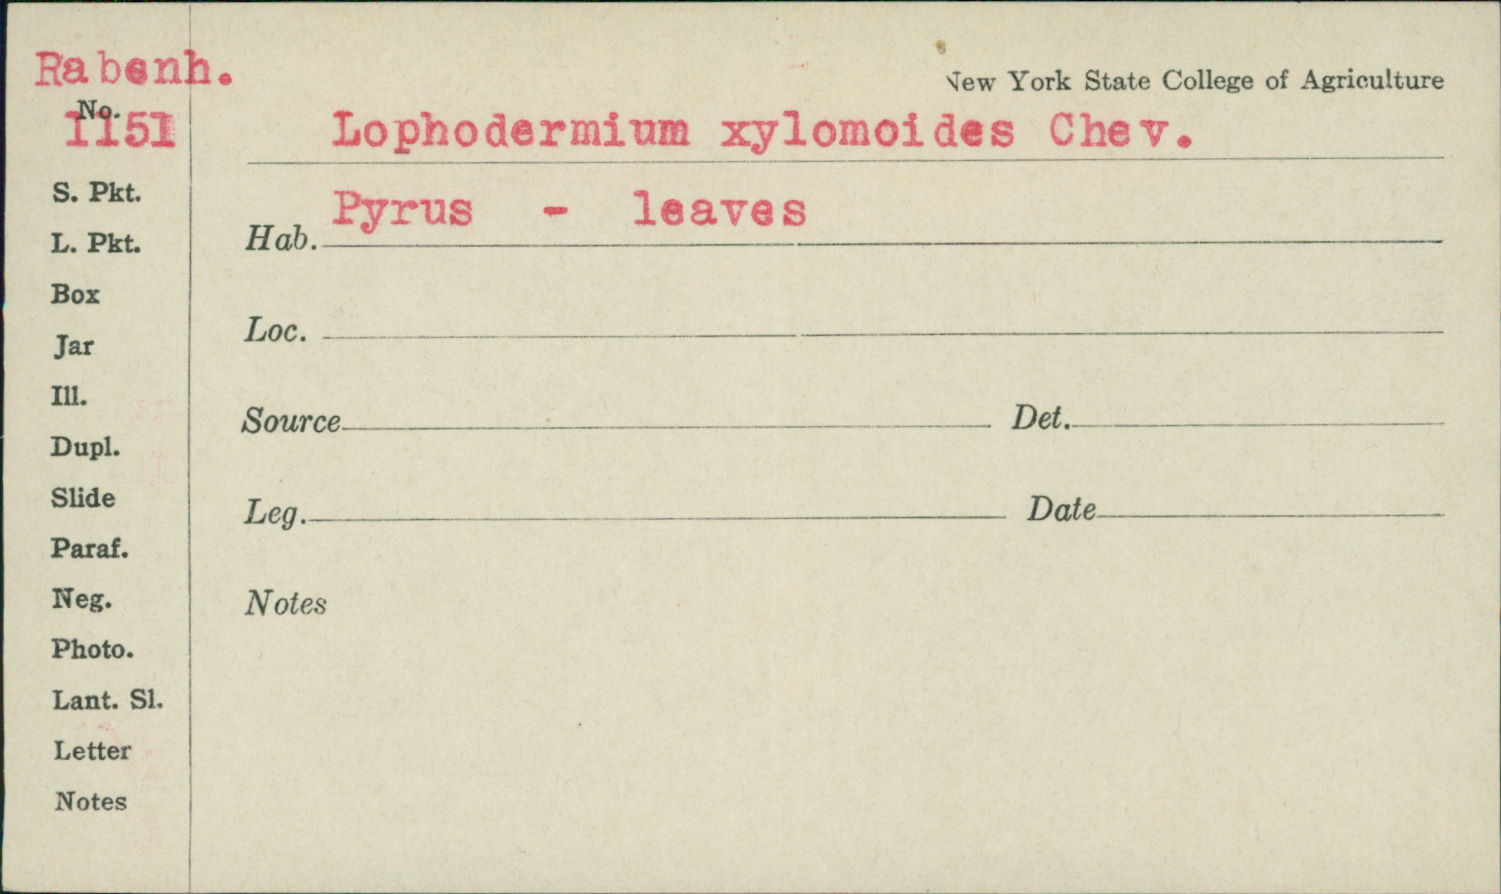 Rabenh.
New York State College of Agriculture
No.
1151
Lophodermium xylomoides Chev.
S. Pkt.
Pyrus - leaves
L. Pkt.
Hab.
Box
Jar
Loc.
Ill.
Source
Det.
Dupl.
Slide
Leg.
Date
Paraf.
Neg.
Notes
Photo.
Lant. Sl.
Letter
Notes